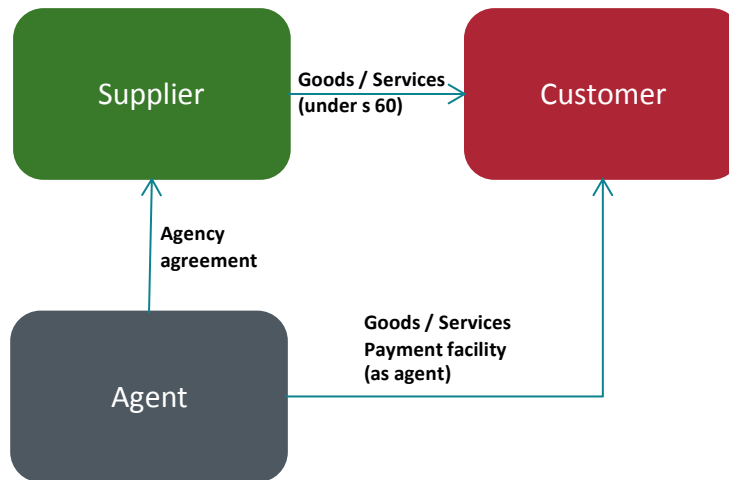 Supplier
Goods / Services
(under s 60)
Customer
Agency
agreement
Goods / Services
Payment facility
(as agent)
Agent